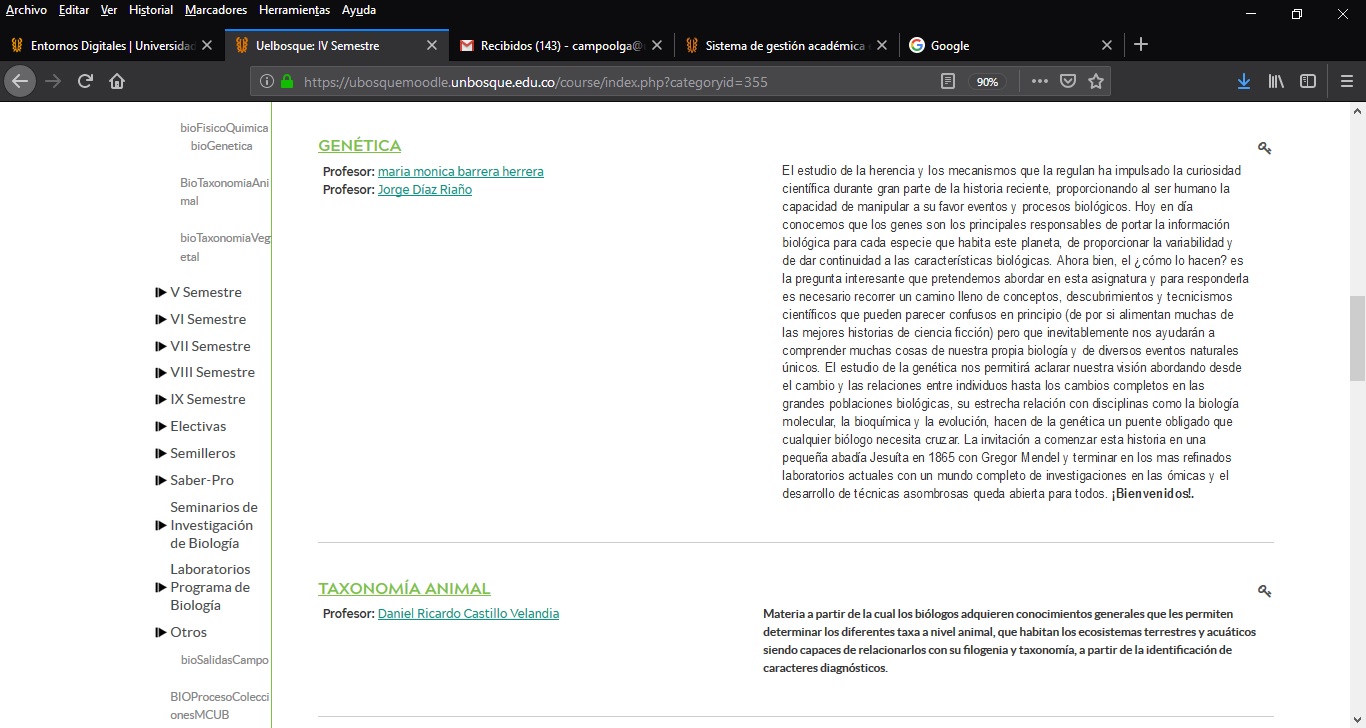 Archivo Editar Ver Historial Marcadores Herramientas Ayuda
Entornos Digitales | Universidad
Uelbosque: IV Semestre
Recibidos (143) - campoolga@
Sistema de gestión académica
Google
https://ubosquemoodle.unbosque.edu.co/course/index.php?categoryid=355
90%
bioFisicoQuimica
bioGenetica
BioTaxonomiaAni
mal
bioTaxonomiaVeg
etal
V Semestre
VI Semestre
VII Semestre
VIII Semestre
IX Semestre
Electivas
Semilleros
Saber-Pro
Seminarios de
Investigación
de Biología
Laboratorios
Programa de
Biología
Otros
bioSalidasCampo
BIOProcesoColecci
onesMCUB
GENÉTICA
Profesor: maria monica barrera herrera
Profesor: Jorge Díaz Riaño
El estudio de la herencia y los mecanismos que la regulan ha impulsado la curiosidad
científica durante gran parte de la historia reciente, proporcionando al ser humano la
capacidad de manipular a su favor eventos y procesos biológicos. Hoy en día
conocemos que los genes son los principales responsables de portar la información
biológica para cada especie que habita este planeta, de proporcionar la variabilidad y
de dar continuidad a las características biológicas. Ahora bien, el ¿cómo lo hacen? es
la pregunta interesante que pretendemos abordar en esta asignatura y para responderla
es necesario recorrer un camino lleno de conceptos, descubrimientos y tecnicismos
científicos que pueden parecer confusos en principio (de por si alimentan muchas de
las mejores historias de ciencia ficción) pero que inevitablemente nos ayudarán a
comprender muchas cosas de nuestra propia biología y de diversos eventos naturales
únicos. El estudio de la genética nos permitirá aclarar nuestra visión abordando desde
el cambio y las relaciones entre individuos hasta los cambios completos en las
grandes poblaciones biológicas, su estrecha relación con disciplinas como la biología
molecular, la bioquímica y la evolución, hacen de la genética un puente obligado que
cualquier biólogo necesita cruzar. La invitación a comenzar esta historia en una
pequeña abadía Jesuíta en 1865 con Gregor Mendel y terminar en los mas refinados
laboratorios actuales con un mundo completo de investigaciones en las ómicas y el
desarrollo de técnicas asombrosas queda abierta para todos. ¡Bienvenidos!.
TAXONOMÍA ANIMAL
Profesor: Daniel Ricardo Castillo Velandia
Materia a partir de la cual los biólogos adquieren conocimientos generales que les permiten
determinar los diferentes taxa a nivel animal, que habitan los ecosistemas terrestres y acuáticos
siendo capaces de relacionarlos con su filogenia y taxonomía, a partir de la identificación de
caracteres diagnósticos.